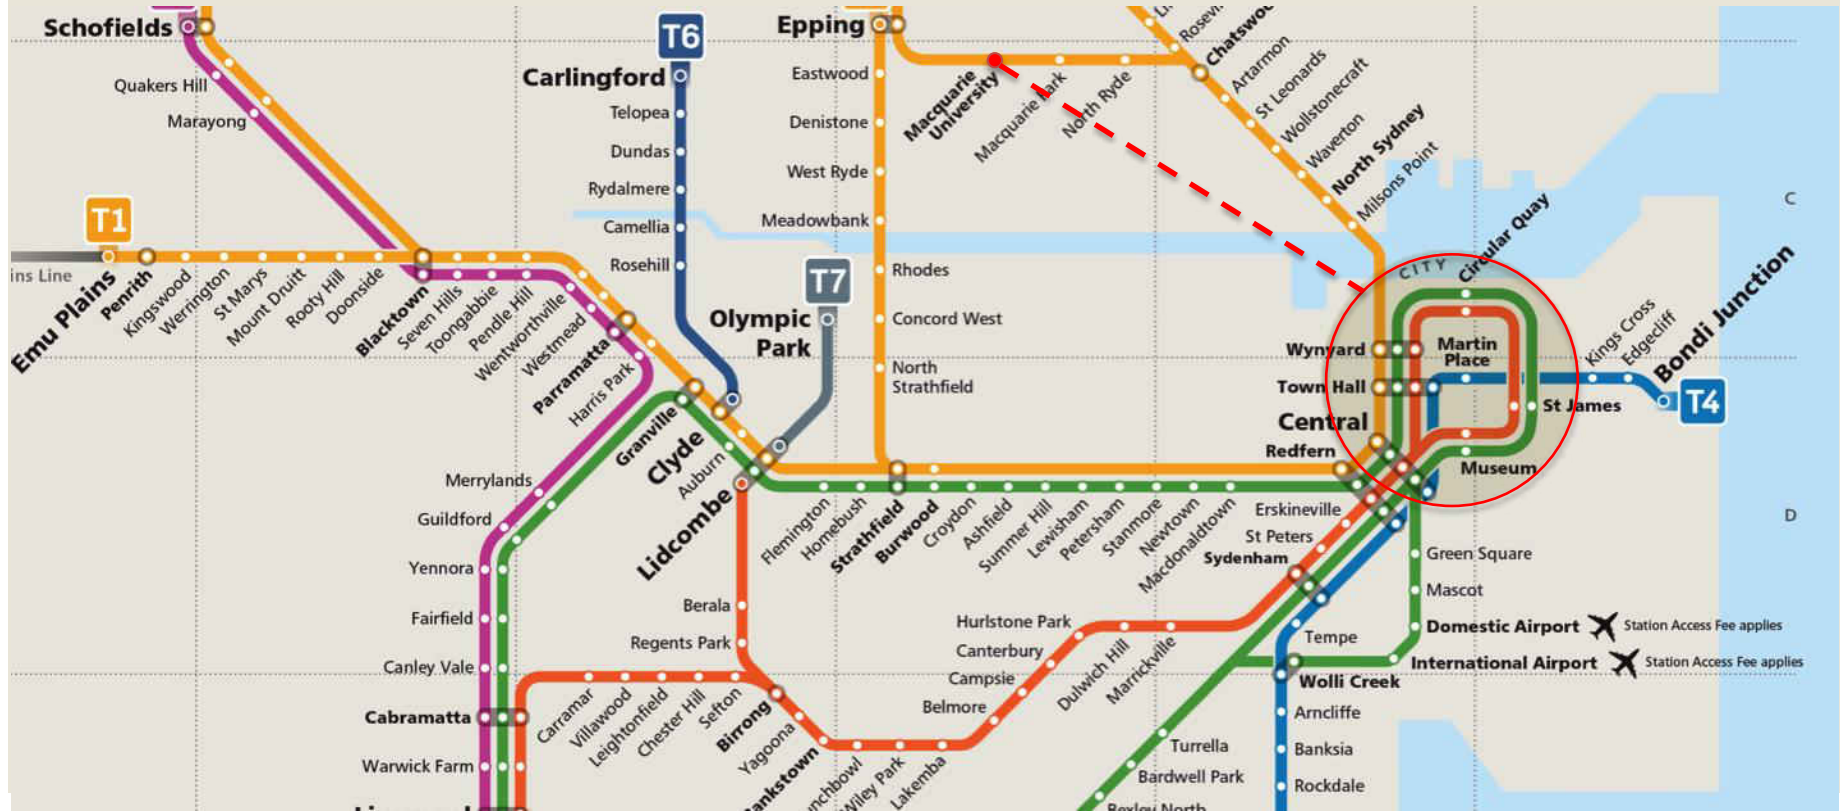 Schofields
Quakers Hill
Marayong
T1
ins Line
Emu Plains
Penrith
Kingswood
Werrington
St Marys
Mount Druitt
Rooty Hill
Doonside
Blacktown
Seven Hills
Toongabbie
Pendle Hill
Wentworthville
Westmead
Parramatta
Harris Park
T6
Carlingford
Telopea
Dundas
Rydalmere
Camellia
Rosehill
T7
Olympic
Park
Granville
Clyde
Auburn
Lidcombe
Epping
Eastwood
Denistone
West Ryde
Meadowbank
Rhodes
Concord West
North
Strathfield
Macquarie
University
Macquarie Park
North Ryde
Chatswoo
Artarmon
St Leonards
Wollstonecraft
Waverton
North Sydney
Milsons Point
CITY
Circular Quay
Wynyard
Town Hall
Martin
Place
St James
Museum
Central
Redfern
Kings Cross
Edgecliff
Bondi Junction
T4
C
D
Flemington
Homebush
Strathfield
Burwood
Croydon
Ashfield
Summer Hill
Lewisham
Petersham
Stanmore
Newtown
Macdonaldtown
Erskineville
St Peters
Sydenham
Green Square
Mascot
Domestic Airport
Station Access Fee applies
International Airport
Station Access Fee applies
Tempe
Wolli Creek
Arncliffe
Banksia
Rockdale
Turrella
Bardwell Park
Bexley North
Merrylands
Guildford
Yennora
Fairfield
Canley Vale
Cabramatta
Warwick Farm
Berala
Regents Park
Carramar
Villawood
Leightonfield
Chester Hill
Sefton
Birrong
Yagoona
ankstown
nchbowl
Wiley Park
Lakemba
Belmore
Campsie
Canterbury
Hurlstone Park
Dulwich Hill
Marrickville